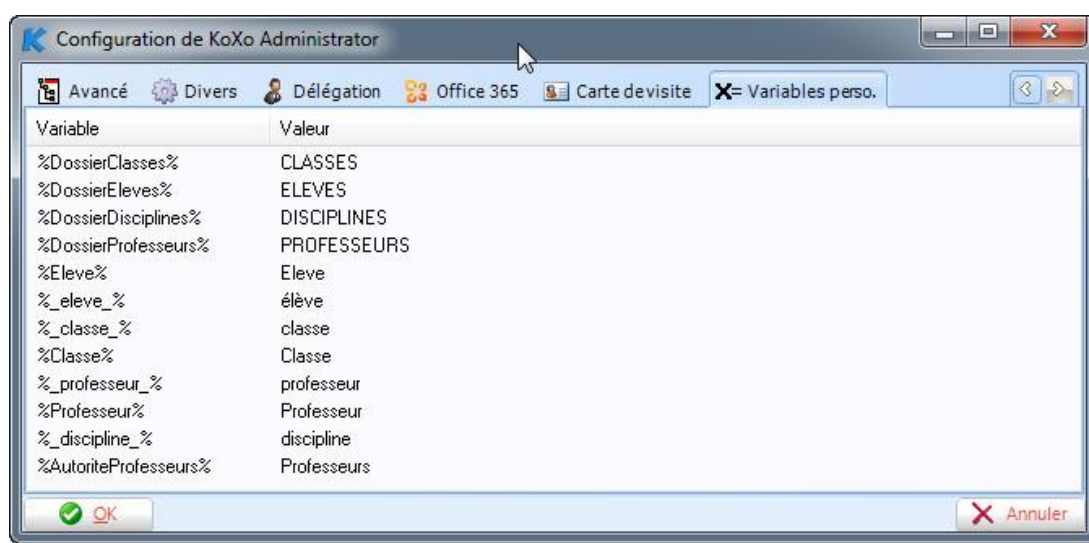 Configuration de KoXo Administrator
Avancé Divers Délégation Office 365 Carte de visite X= Variables perso.
Variable Valeur
%DossierClasses% CLASSES
%DossierEleves% ELEVES
%DossierDisciplines% DISCIPLINES
%DossierProfesseurs% PROFESSEURS
%Eleve% Eleve
%_eleve_% élève
%_classe_% classe
%Classe% Classe
%_professeur_% professeur
%Professeur% Professeur
%_discipline_% discipline
%AutoriteProfesseurs% Professeurs
OK Annuler